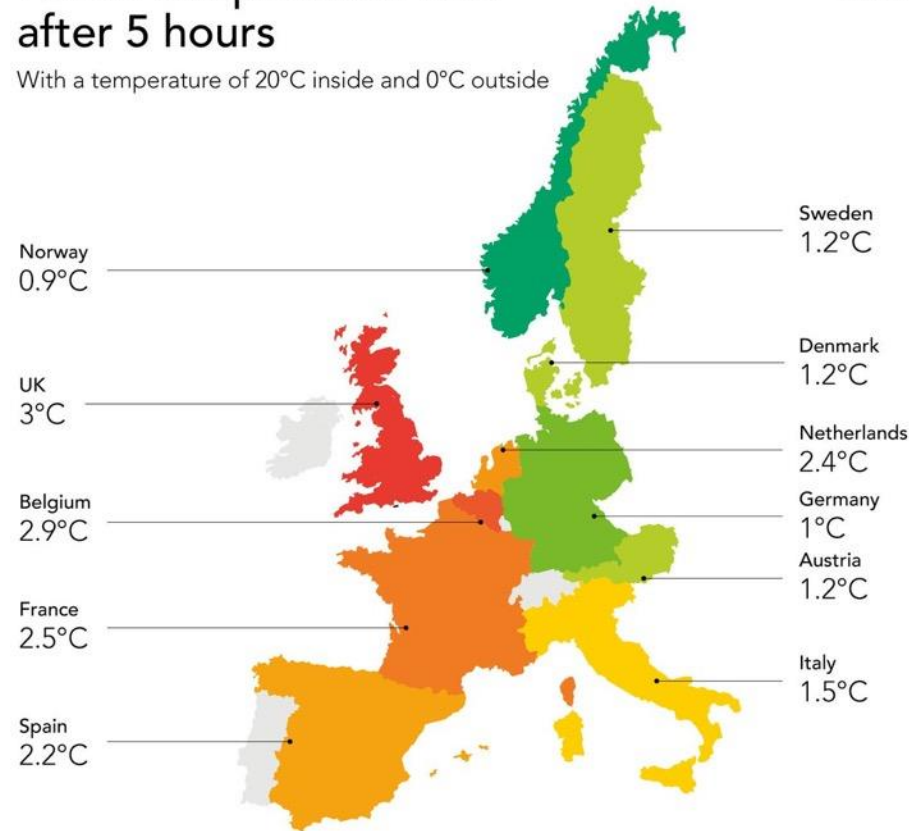 after 5 hours
With a temperature of 20°C inside and 0°C outside
Norway
0.9°C
UK
3°C
Belgium
2.9°C
France
2.5°C
Spain
2.2°C
Sweden
1.2°C
Denmark
1.2°C
Netherlands
2.4°C
Germany
1°C
Austria
1.2°C
Italy
1.5°C